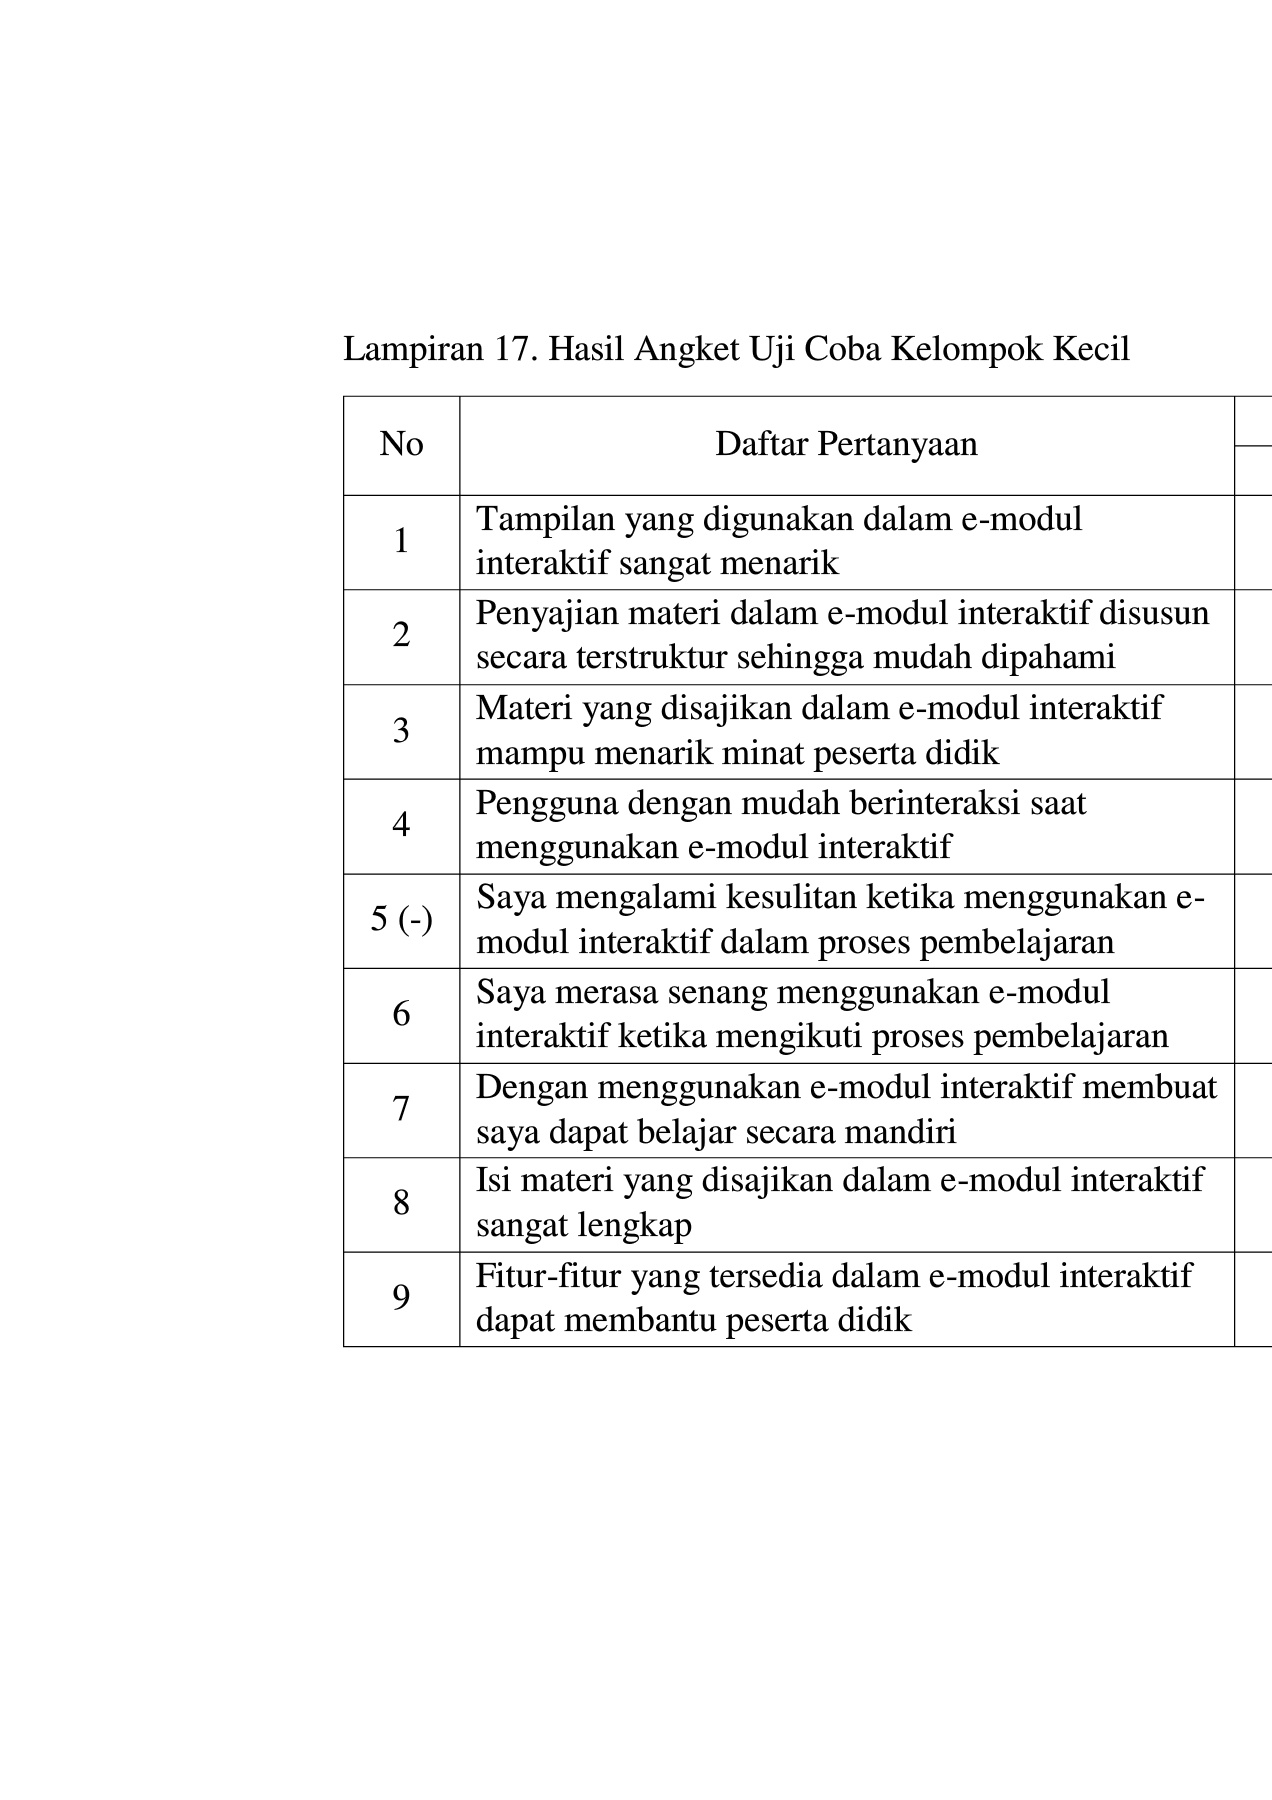 Lampiran 17. Hasil Angket Uji Coba Kelompok Kecil
No
Daftar Pertanyaan
1
Tampilan yang digunakan dalam e-modul
interaktif sangat menarik
2
Penyajian materi dalam e-modul interaktif disusun
secara terstruktur sehingga mudah dipahami
3
Materi yang disajikan dalam e-modul interaktif
mampu menarik minat peserta didik
4
Pengguna dengan mudah berinteraksi saat
menggunakan e-modul interaktif
5 (-)
Saya mengalami kesulitan ketika menggunakan e-
modul interaktif dalam proses pembelajaran
6
Saya merasa senang menggunakan e-modul
interaktif ketika mengikuti proses pembelajaran
7
Dengan menggunakan e-modul interaktif membuat
saya dapat belajar secara mandiri
8
Isi materi yang disajikan dalam e-modul interaktif
sangat lengkap
9
Fitur-fitur yang tersedia dalam e-modul interaktif
dapat membantu peserta didik